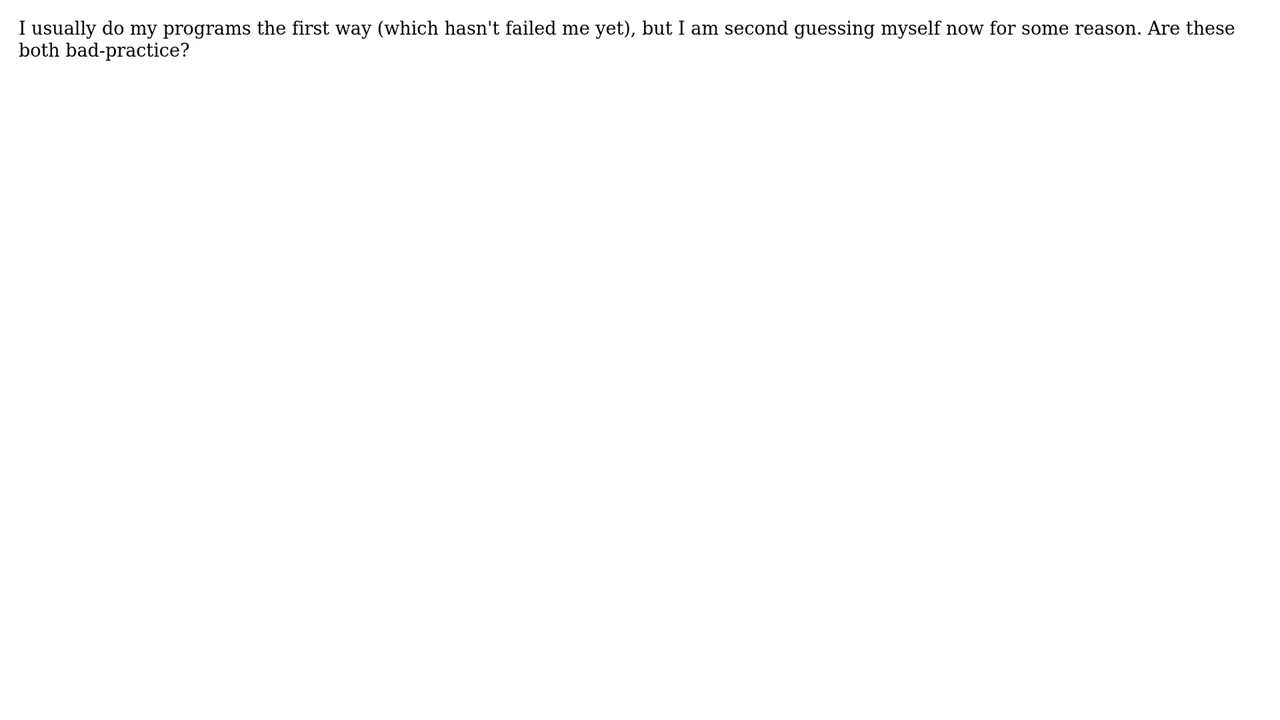 I usually do my programs the first way (which hasn't failed me yet), but I am second guessing myself now for some reason. Are these
both bad-practice?